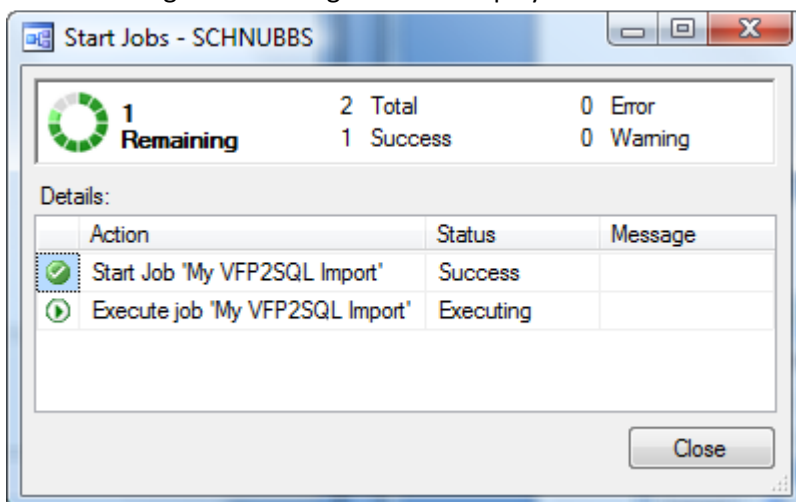 Start Jobs - SCHNUBBS
1 Remaining
2 Total
0 Error
1 Success
0 Warning
Details:
Action Status Message
Start Job 'My VFP2SQL Import' Success
Execute job 'My VFP2SQL Import' Executing
Close